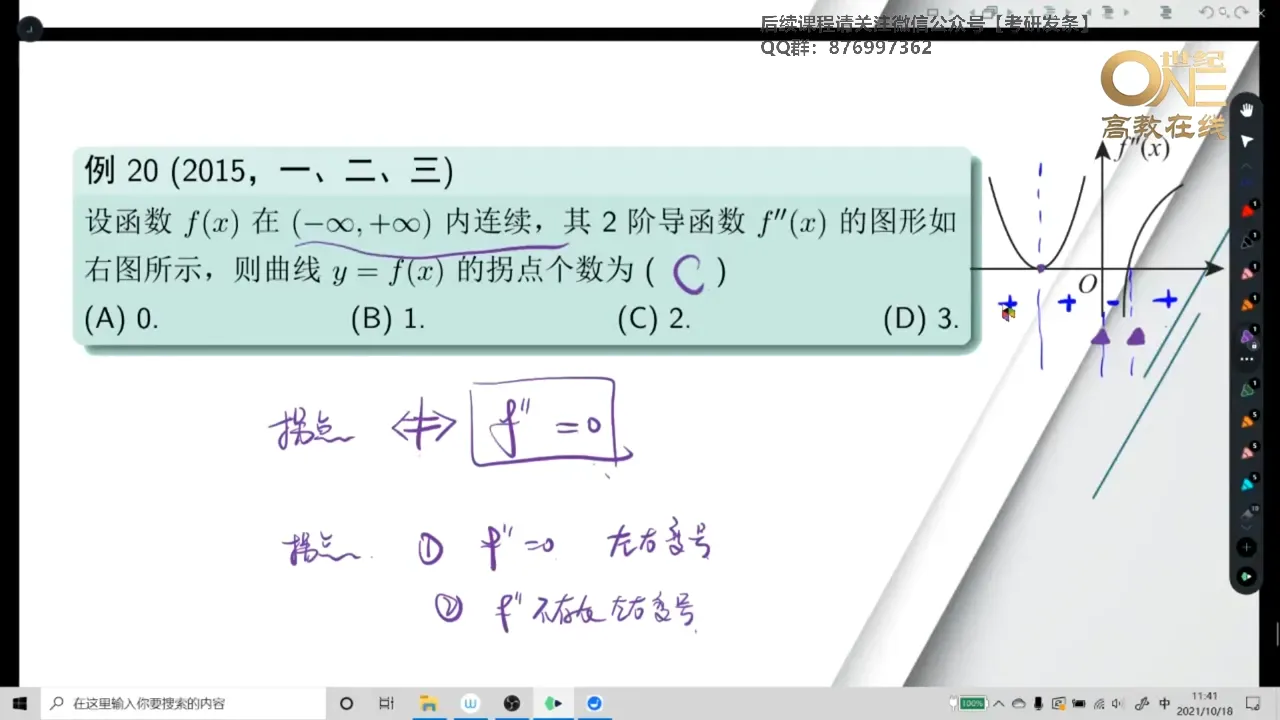 后续课程请关注微信公众号【考研发条】
QQ群：876997362
世纪
ONE
高教在线
例 20 (2015，一、二、三)
设函数 f(x) 在 (−∞, +∞) 内连续，其 2 阶导函数 f″(x) 的图形如
右图所示，则曲线 y = f(x) 的拐点个数为 ( C )
(A) 0. (B) 1. (C) 2. (D) 3.
f″(x)
O
+ + - +
拐点 <≠> f″ = 0
拐点 ① f″=0 左右变号
② f″不存在 左右变号
在这里输入你要搜索的内容
100%
中
11:41
2021/10/18